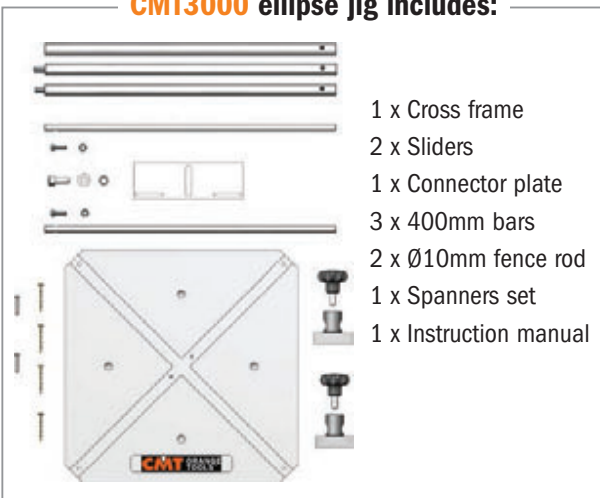 CMT3000 ellipse jig includes:
1 x Cross frame
2 x Sliders
1 x Connector plate
3 x 400mm bars
2 x Ø10mm fence rod
1 x Spanners set
1 x Instruction manual
CMT ORANGE
TOOLS™